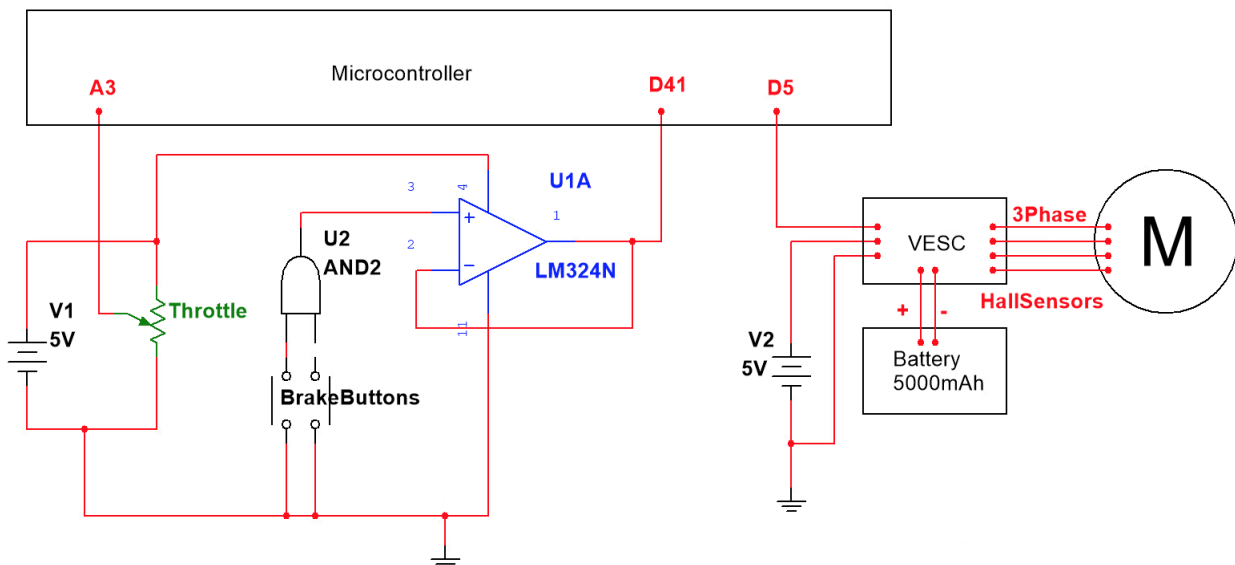 Microcontroller
A3
D41
D5
3
4
U1A
1
2
LM324N
11
U2
AND2
V1
5V
Throttle
BrakeButtons
3Phase
VESC
M
HallSensors
+
-
V2
5V
Battery
5000mAh